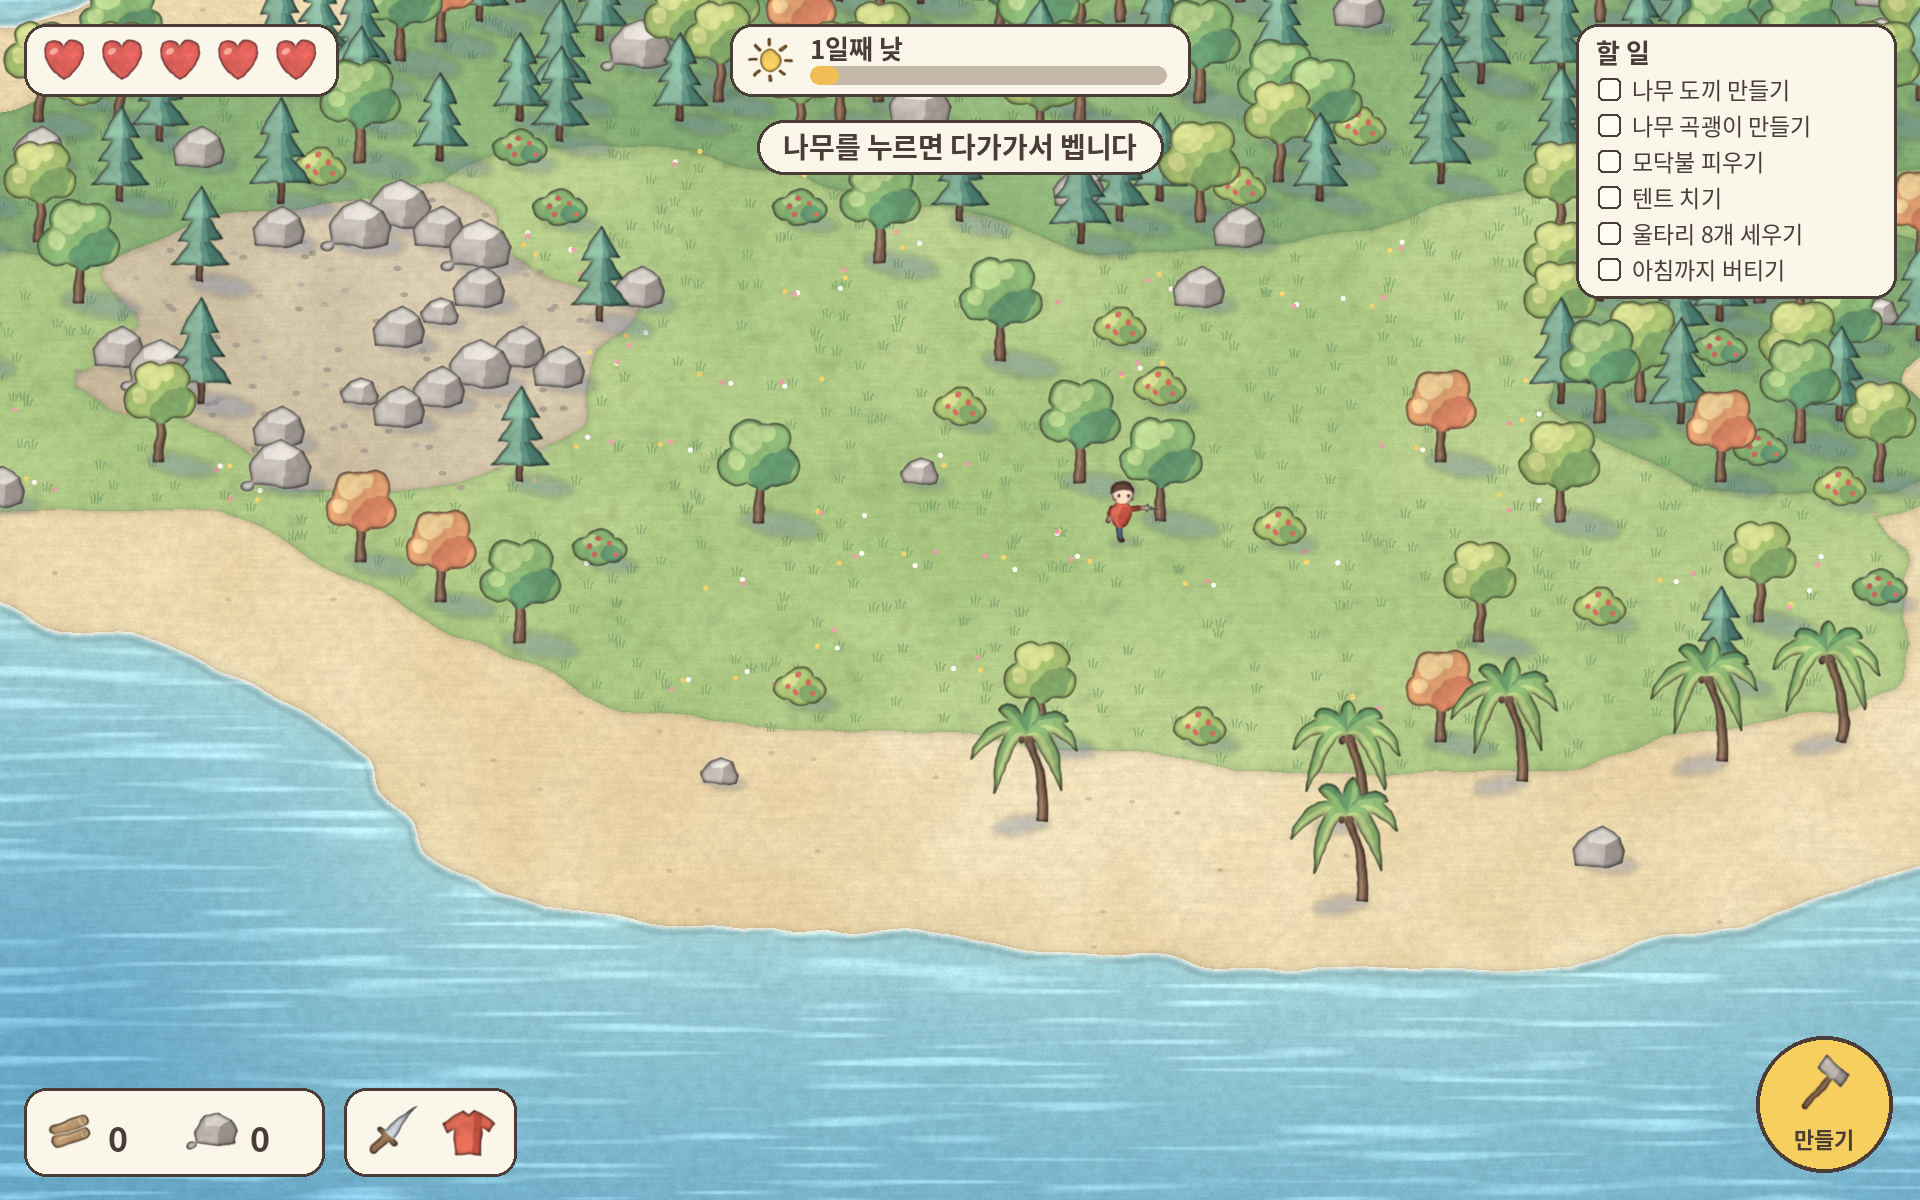 1일째 낮
나무를 누르면 다가가서 벱니다
할 일
나무 도끼 만들기
나무 곡괭이 만들기
모닥불 피우기
텐트 치기
울타리 8개 세우기
아침까지 버티기
0
0
만들기